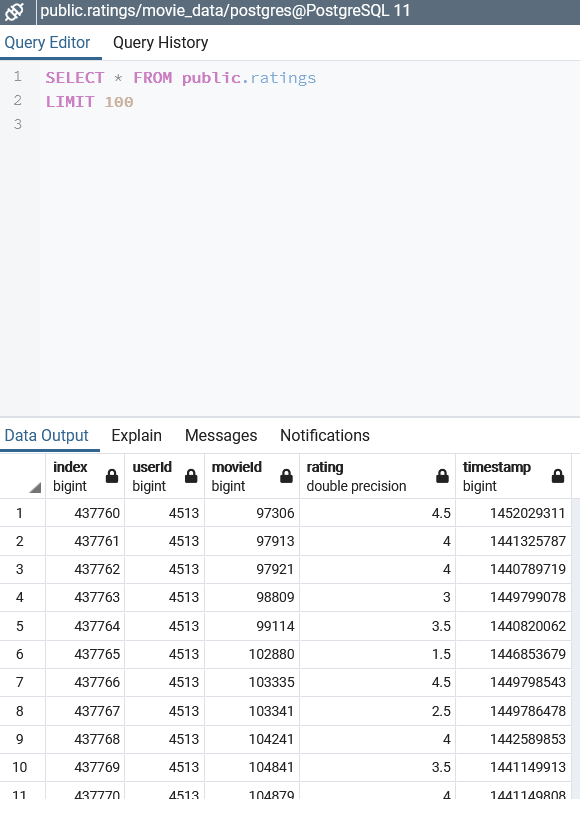 public.ratings/movie_data/postgres@PostgreSQL 11
Query Editor Query History
1 SELECT * FROM public.ratings
2 LIMIT 100
3
Data Output Explain Messages Notifications
index userId movieId rating timestamp
bigint bigint bigint double precision bigint
1 437760 4513 97306 4.5 1452029311
2 437761 4513 97913 4 1441325787
3 437762 4513 97921 4 1440789719
4 437763 4513 98809 3 1449799078
5 437764 4513 99114 3.5 1440820062
6 437765 4513 102880 1.5 1446853679
7 437766 4513 103335 4.5 1449798543
8 437767 4513 103341 2.5 1449786478
9 437768 4513 104241 4 1442589853
10 437769 4513 104841 3.5 1441149913
11 437770 4513 104879 4 1441149808